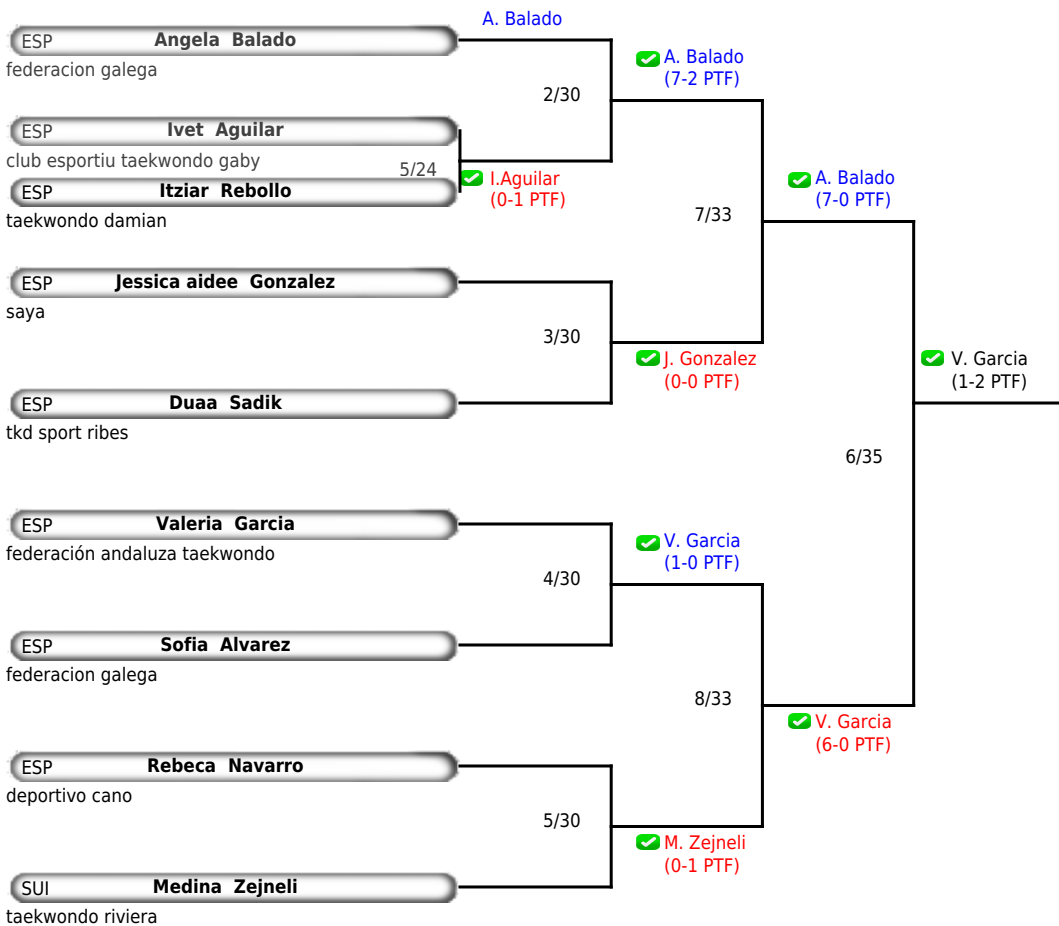 A. Balado
ESP Angela Balado
federacion galega
A. Balado
(7-2 PTF)
2/30
ESP Ivet Aguilar
club esportiu taekwondo gaby
5/24
I.Aguilar
(0-1 PTF)
ESP Itziar Rebollo
taekwondo damian
A. Balado
(7-0 PTF)
7/33
ESP Jessica aidee Gonzalez
saya
3/30
J. Gonzalez
(0-0 PTF)
V. Garcia
(1-2 PTF)
ESP Duaa Sadik
tkd sport ribes
6/35
ESP Valeria Garcia
federación andaluza taekwondo
V. Garcia
(1-0 PTF)
4/30
ESP Sofia Alvarez
federacion galega
8/33
V. Garcia
(6-0 PTF)
ESP Rebeca Navarro
deportivo cano
5/30
M. Zejneli
(0-1 PTF)
SUI Medina Zejneli
taekwondo riviera